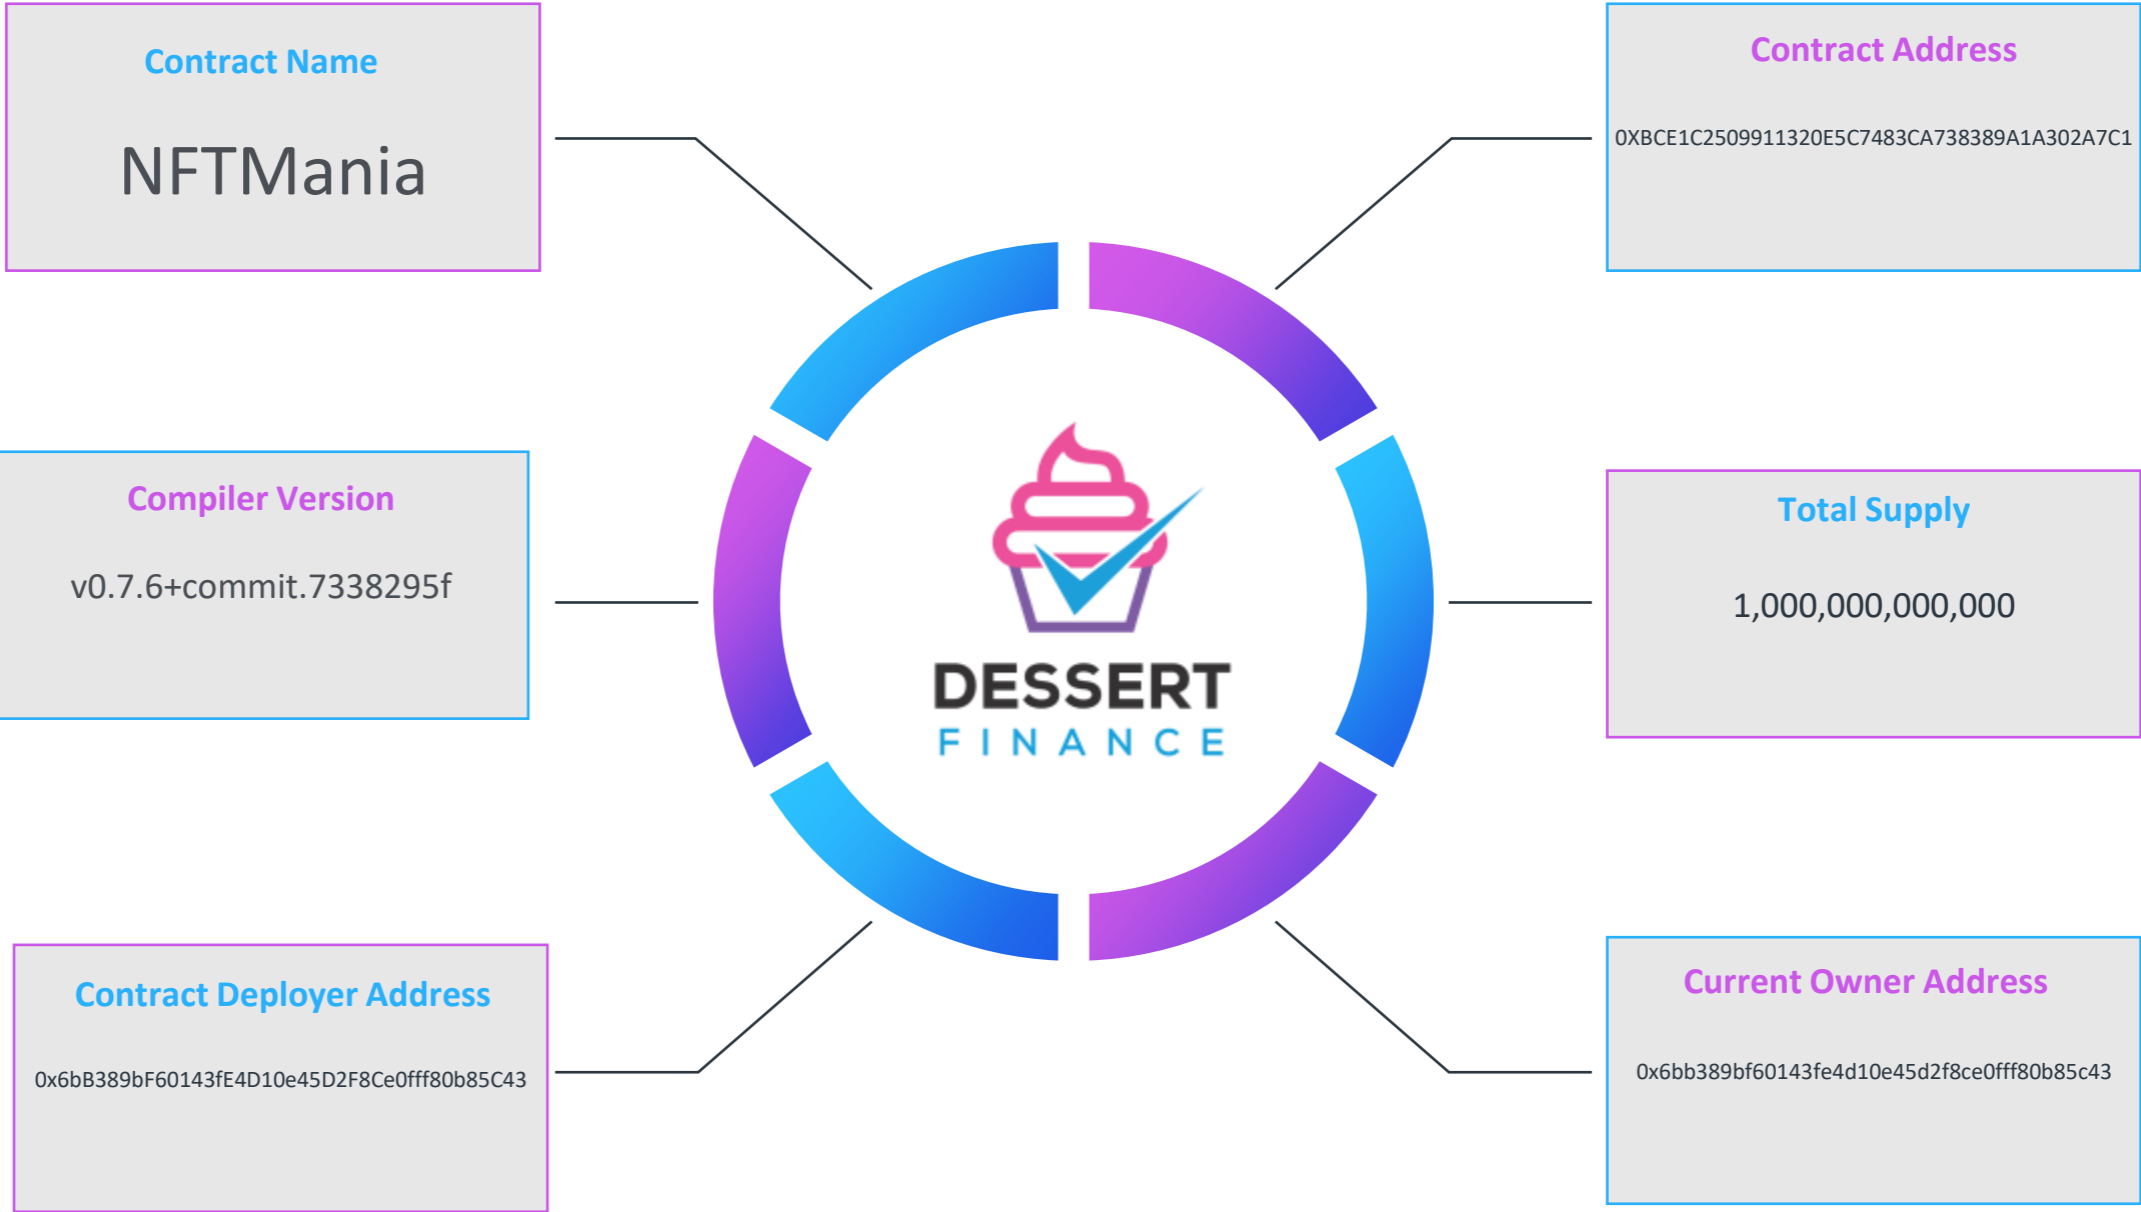 Contract Name
NFTMania
Contract Address
0XBCE1C2509911320E5C7483CA738389A1A302A7C1
Compiler Version
v0.7.6+commit.7338295f
DESSERT
FINANCE
Total Supply
1,000,000,000,000
Contract Deployer Address
0x6bB389bF60143fE4D10e45D2F8Ce0fff80b85C43
Current Owner Address
0x6bb389bf60143fe4d10e45d2f8ce0fff80b85c43